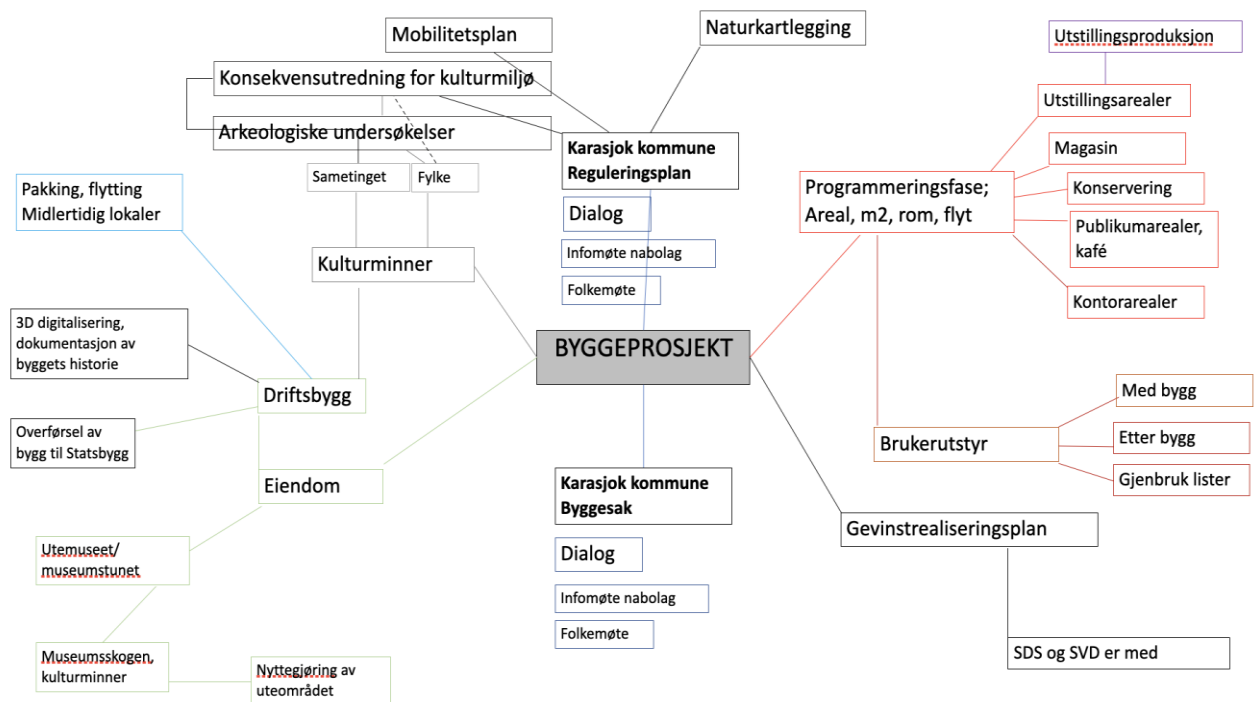 Mobilitetsplan
Naturkartlegging
Utstillingsproduksjon
Konsekvensutredning for kulturmiljø
Utstillingsarealer
Arkeologiske undersøkelser
Karasjok kommune
Reguleringsplan
Magasin
Sametinget
Fylke
Programmeringsfase;
Areal, m2, rom, flyt
Konservering
Pakking, flytting
Midlertidig lokaler
Dialog
Publikumarealer,
kafé
Infomøte nabolag
Kulturminner
Folkemøte
Kontorarealer
3D digitalisering,
dokumentasjon av
byggets historie
BYGGEPROSJEKT
Driftsbygg
Med bygg
Overførsel av
bygg til Statsbygg
Brukerutstyr
Etter bygg
Eiendom
Gjenbruk lister
Karasjok kommune
Byggesak
Gevinstrealiseringsplan
Utemuseet/
museumstunet
Dialog
Infomøte nabolag
Folkemøte
Museumsskogen,
kulturminner
Nyttegjøring av
uteområdet
SDS og SVD er med